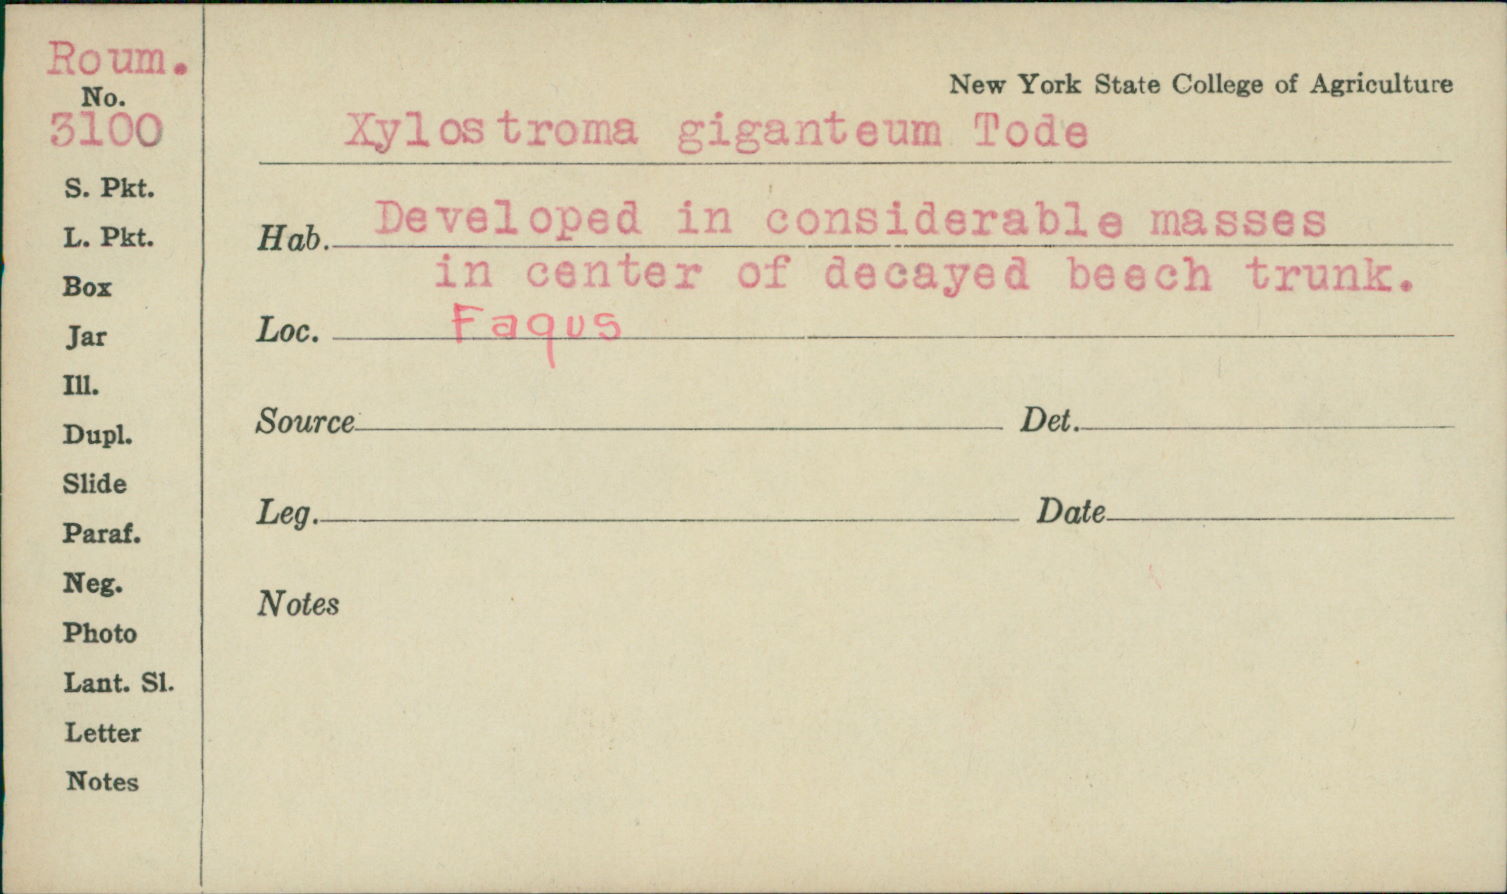 Roum.
No.
3100
S. Pkt.
L. Pkt.
Box
Jar
Ill.
Dupl.
Slide
Paraf.
Neg.
Photo
Lant. Sl.
Letter
Notes
New York State College of Agriculture
Xylostroma giganteum Tode
Hab. Developed in considerable masses
in center of decayed beech trunk.
Loc. Fagus
Source Det.
Leg. Date
Notes